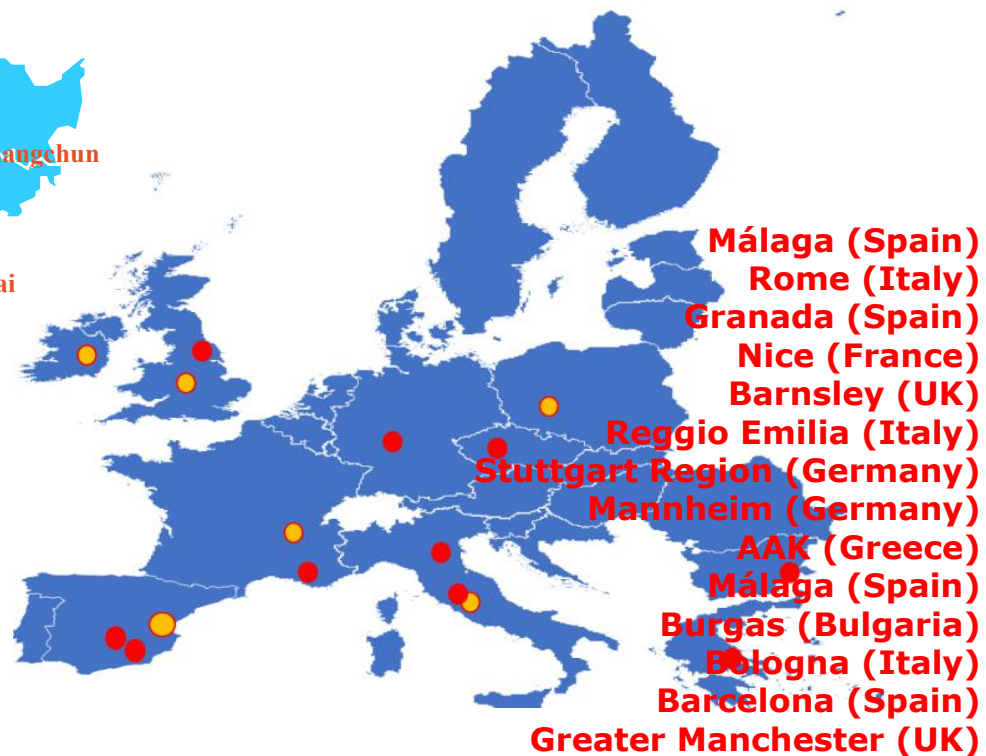 angchun
ai
Málaga (Spain)
Rome (Italy)
Granada (Spain)
Nice (France)
Barnsley (UK)
Reggio Emilia (Italy)
Stuttgart Region (Germany)
Mannheim (Germany)
AAK (Greece)
Málaga (Spain)
Burgas (Bulgaria)
Bologna (Italy)
Barcelona (Spain)
Greater Manchester (UK)